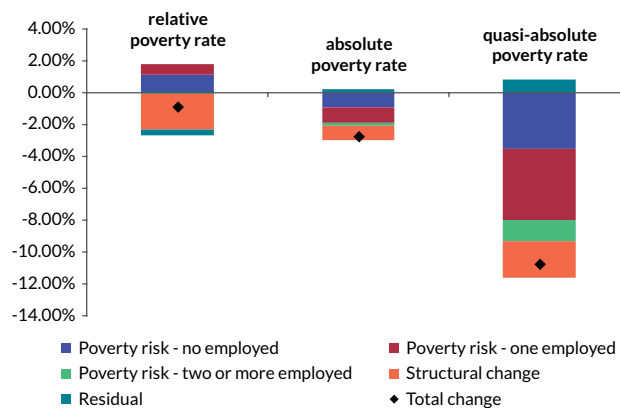 relative
poverty rate
absolute
poverty rate
quasi-absolute
poverty rate
4.00%
2.00%
0.00%
-2.00%
-4.00%
-6.00%
-8.00%
-10.00%
-12.00%
-14.00%
Poverty risk - no employed
Poverty risk - one employed
Poverty risk - two or more employed
Structural change
Residual
Total change